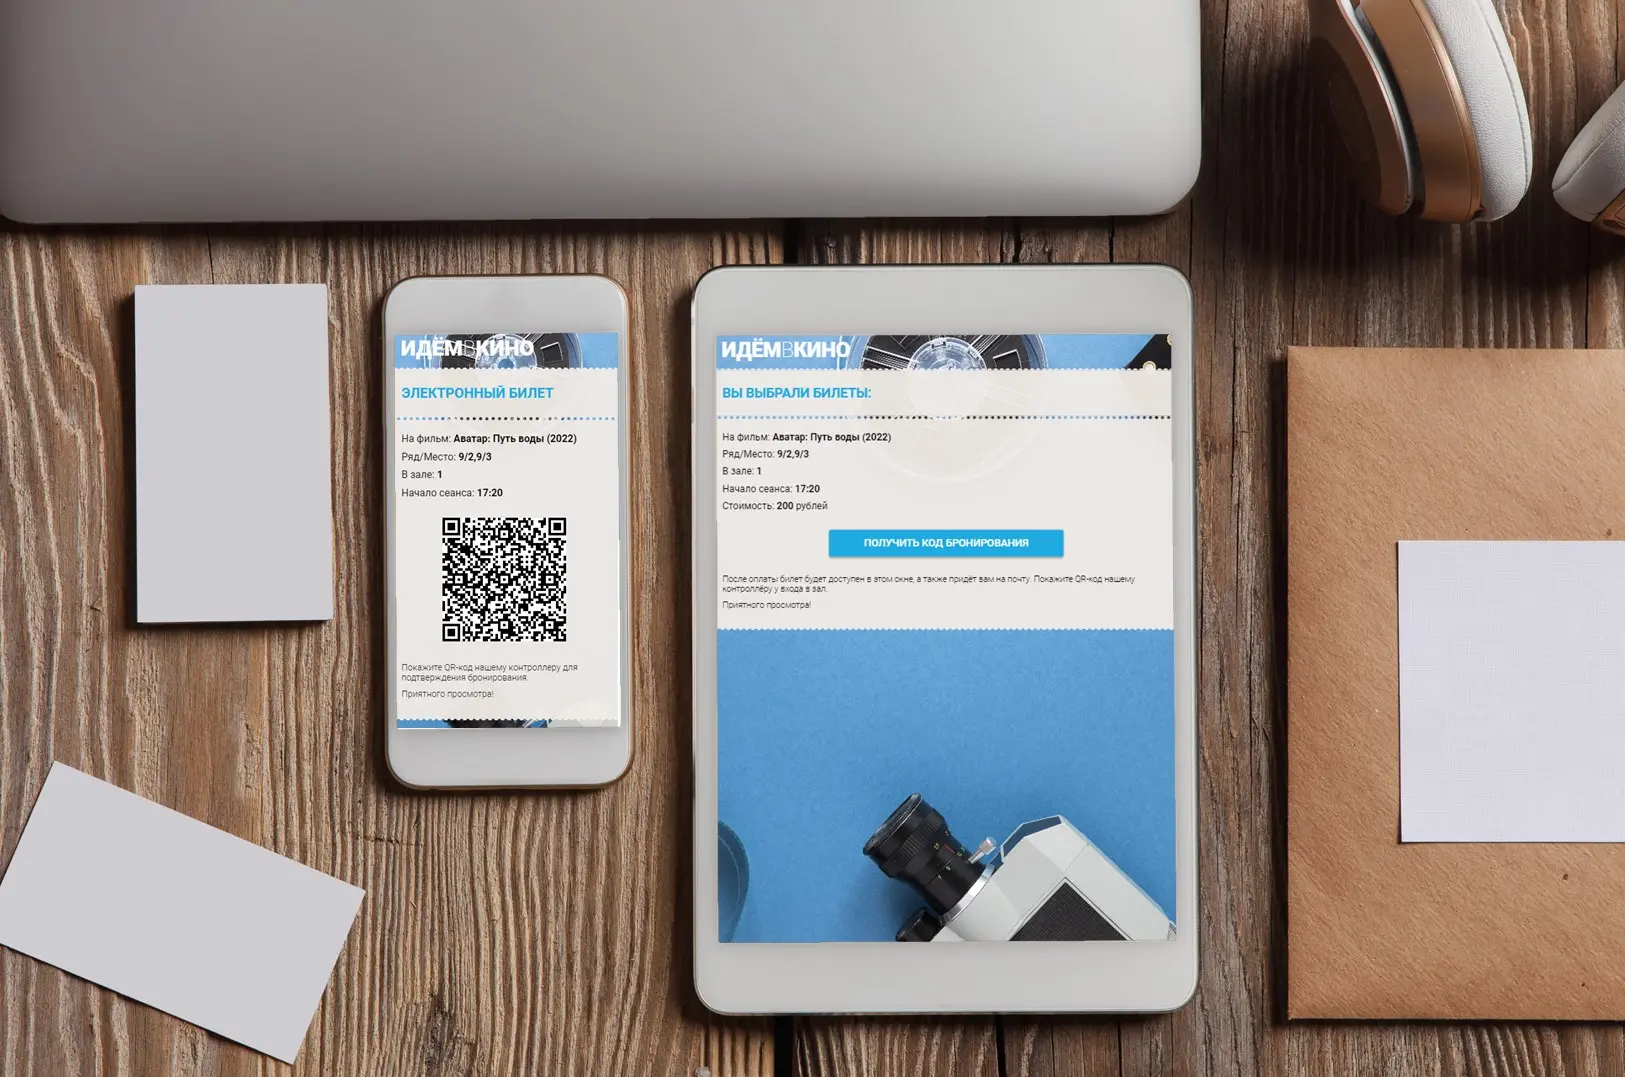 ИДЁМВКИНО
ЭЛЕКТРОННЫЙ БИЛЕТ
На фильм: Аватар: Путь воды (2022)
Ряд/Место: 9/2,9/3
В зале: 1
Начало сеанса: 17:20
Покажите QR-код нашему контроллеру для
подтверждения бронирования.
Приятного просмотра!
ИДЁМВКИНО
ВЫ ВЫБРАЛИ БИЛЕТЫ:
На фильм: Аватар: Путь воды (2022)
Ряд/Место: 9/2,9/3
В зале: 1
Начало сеанса: 17:20
Стоимость: 200 рублей
ПОЛУЧИТЬ КОД БРОНИРОВАНИЯ
После оплаты билет будет доступен в этом окне, а также придёт вам на почту. Покажите QR-код нашему
контроллёру у входа в зал.
Приятного просмотра!